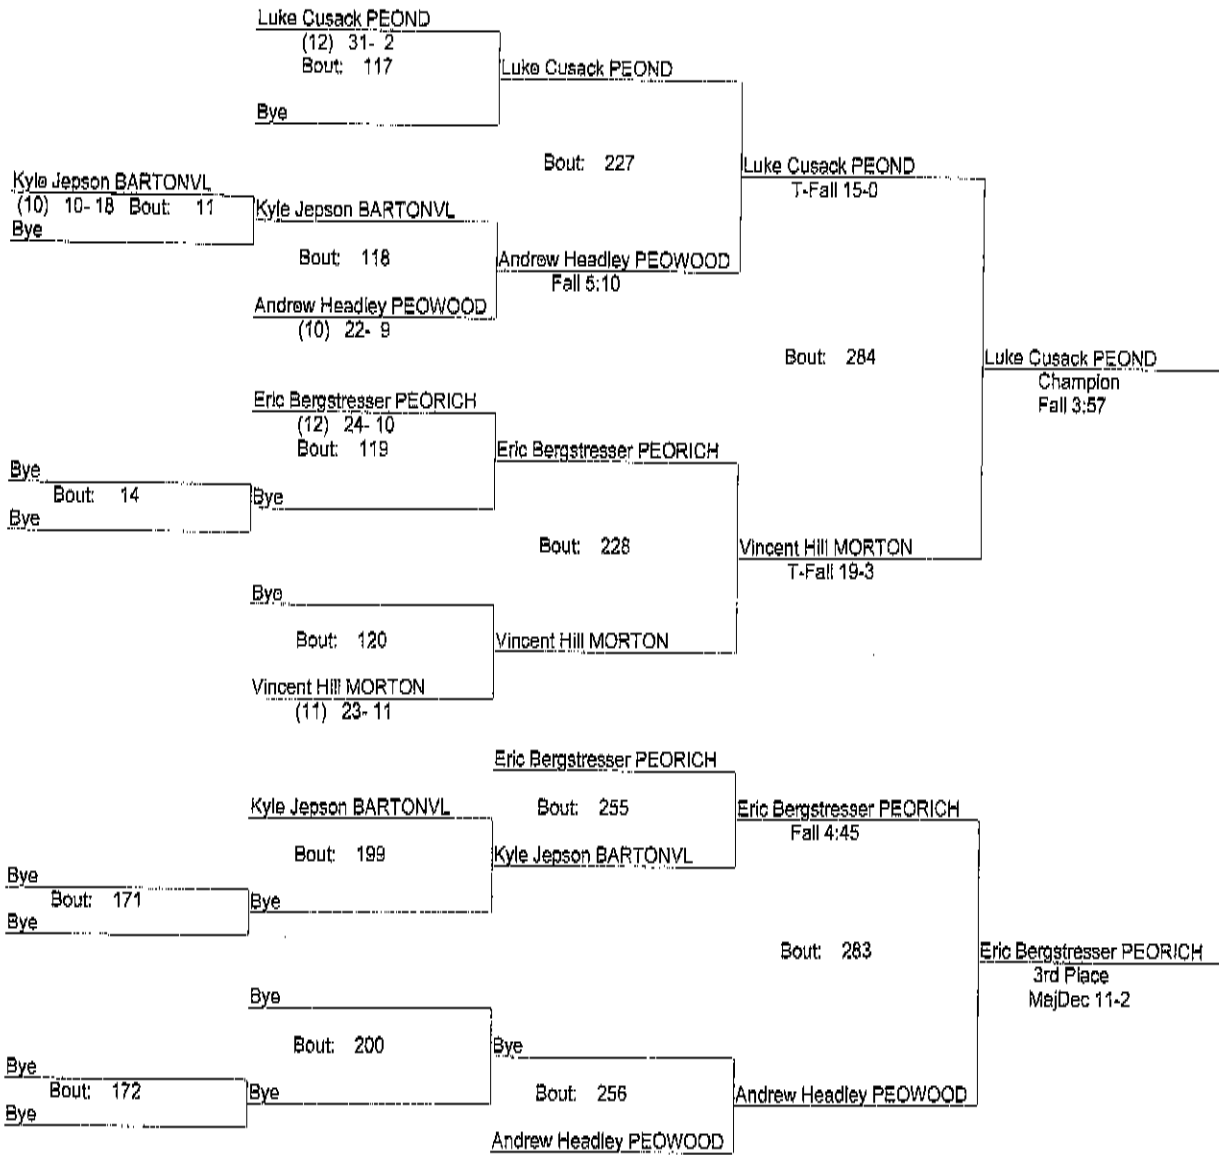 Luke Cusack PEOND
(12) 31- 2
Bout: 117
Luke Cusack PEOND
Bye
Bout: 227
Luke Cusack PEOND
T-Fall 15-0
Kyle Jepson BARTONVL
(10) 10- 18 Bout: 11
Kyle Jepson BARTONVL
Bye
Bout: 118
Andrew Headley PEOWOOD
Fall 5:10
Andrew Headley PEOWOOD
(10) 22- 9
Bout: 284
Luke Cusack PEOND
Champion
Fall 3:57
Eric Bergstresser PEORICH
(12) 24- 10
Bout: 119
Eric Bergstresser PEORICH
Bye
Bout: 14
Bye
Bye
Bout: 228
Vincent Hill MORTON
T-Fall 19-3
Bye
Bout: 120
Vincent Hill MORTON
Vincent Hill MORTON
(11) 23- 11
Eric Bergstresser PEORICH
Kyle Jepson BARTONVL
Bout: 255
Eric Bergstresser PEORICH
Fall 4:45
Bout: 199
Kyle Jepson BARTONVL
Bye
Bout: 171
Bye
Bye
Bout: 283
Eric Bergstresser PEORICH
3rd Place
MajDec 11-2
Bye
Bout: 200
Bye
Bye
Bout: 172
Bye
Bye
Bout: 256
Andrew Headley PEOWOOD
Andrew Headley PEOWOOD